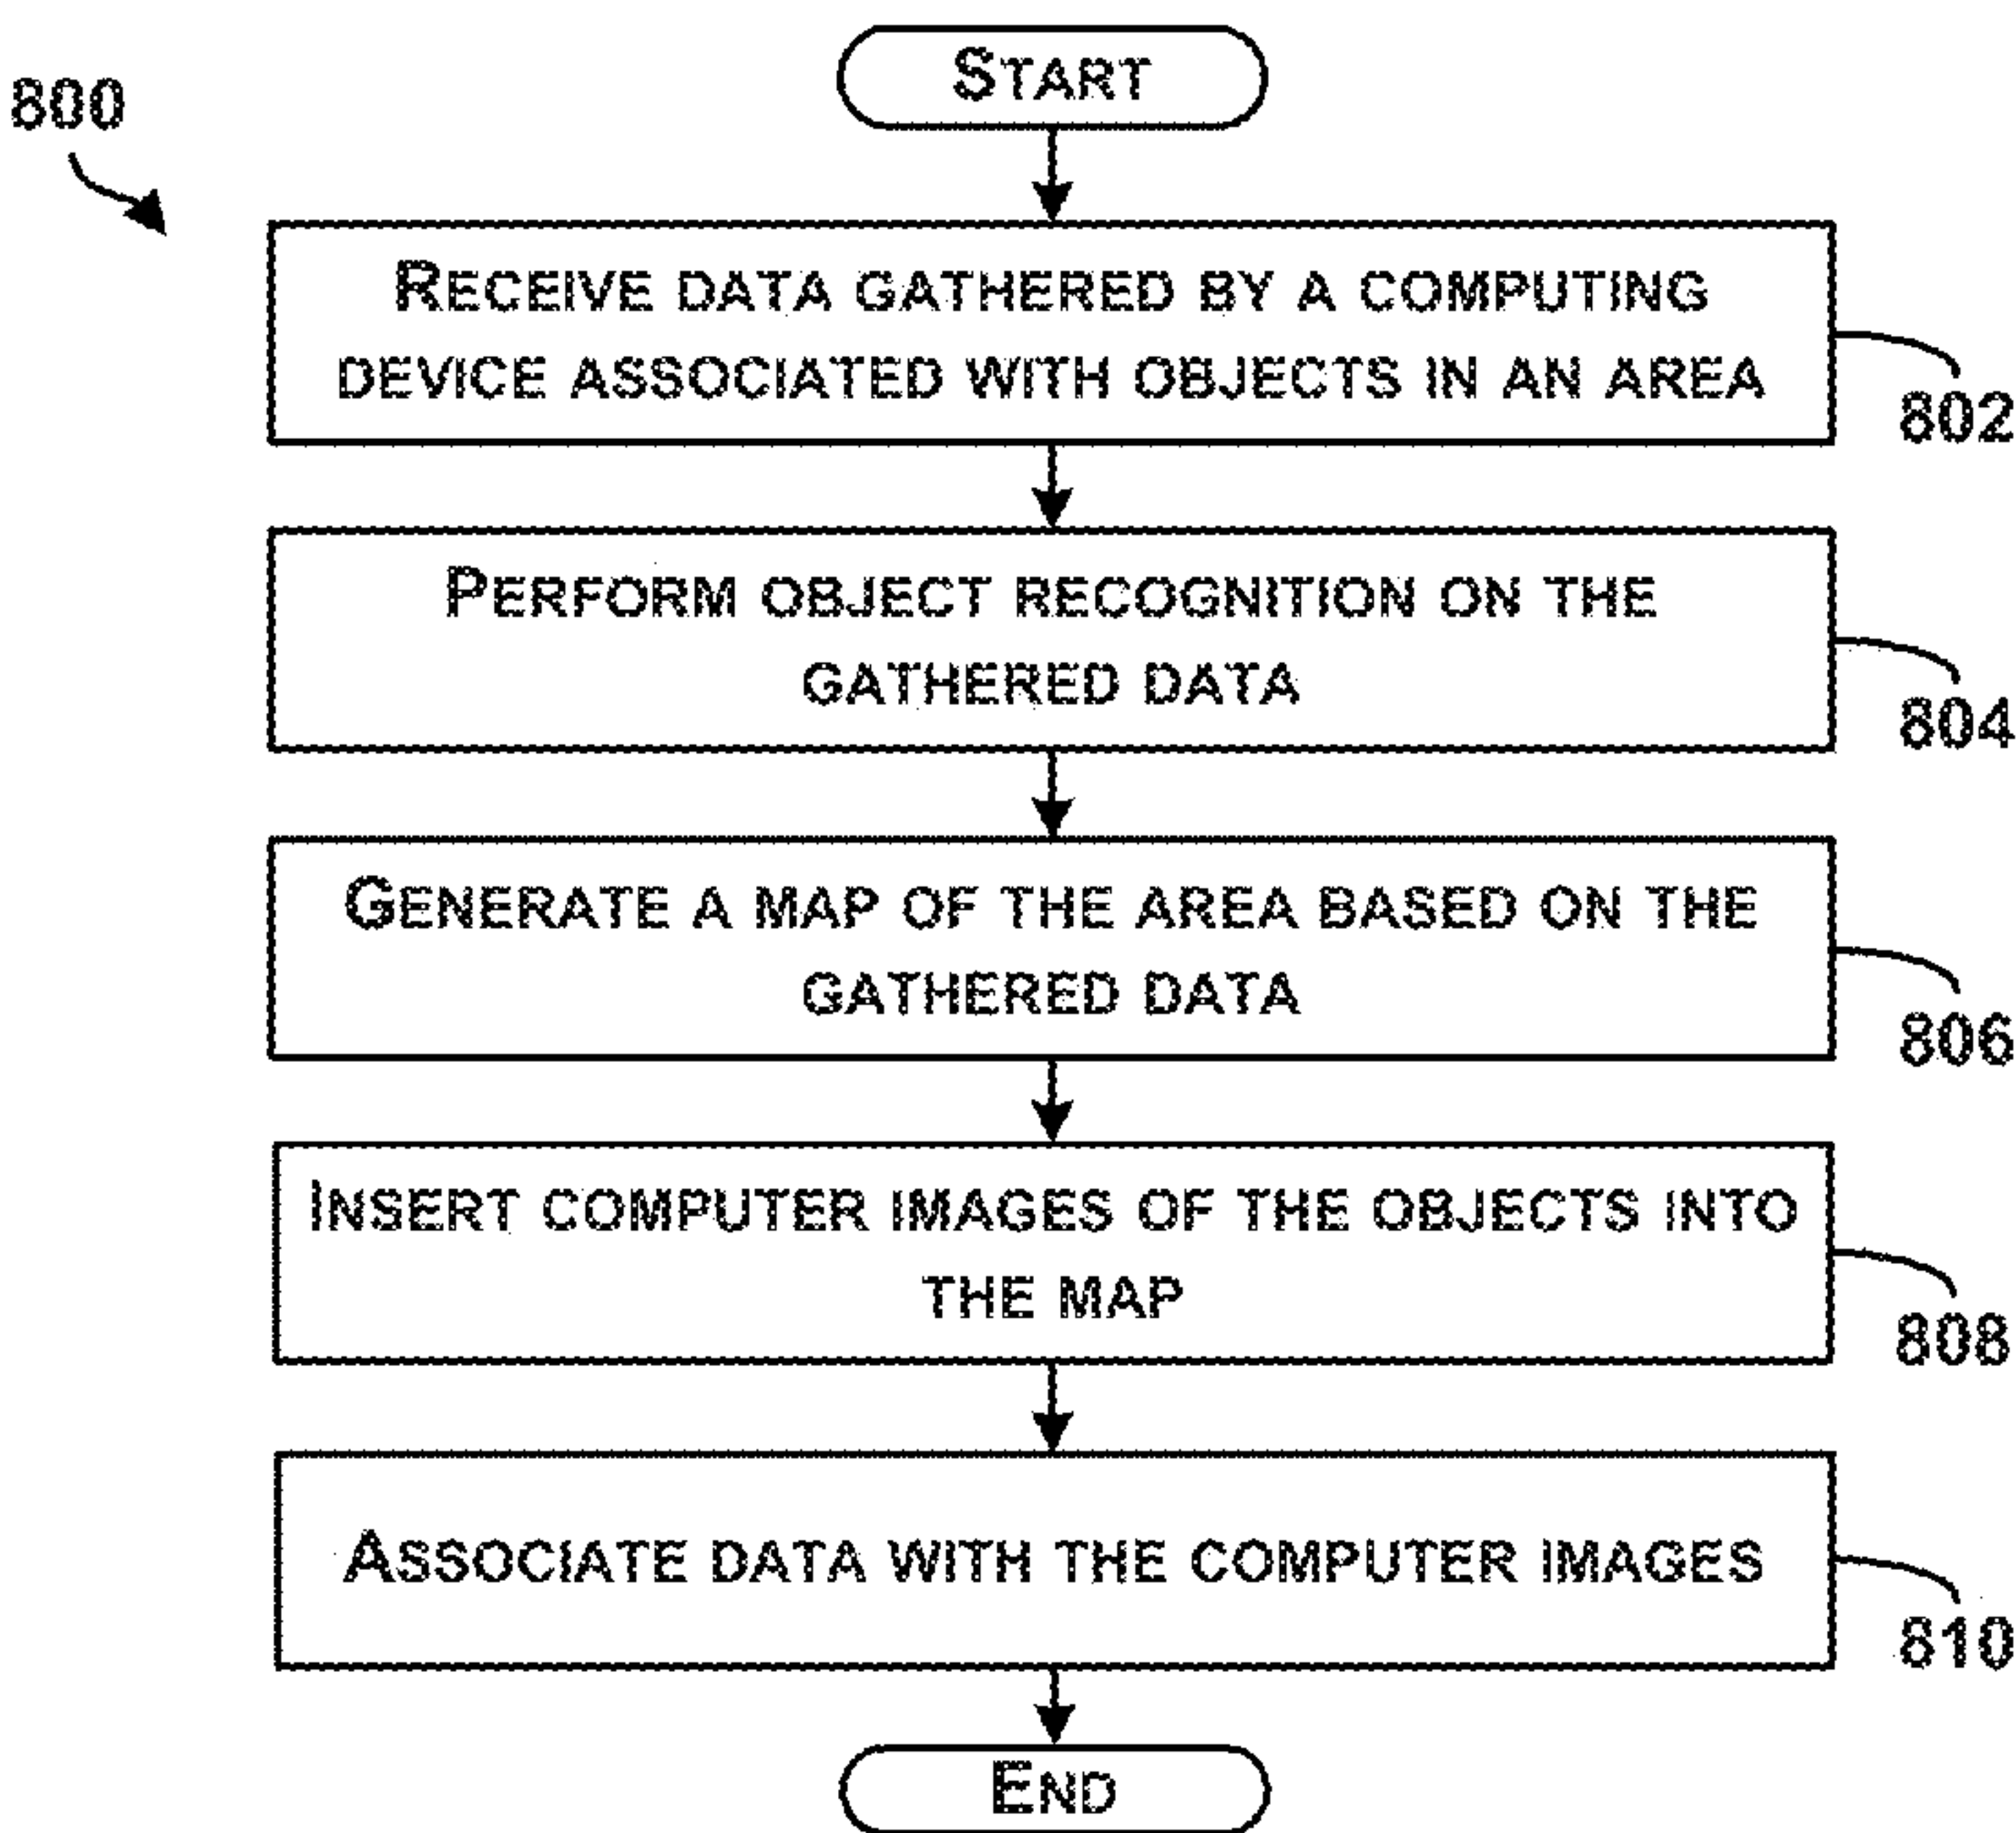 START
800
RECEIVE DATA GATHERED BY A COMPUTING
DEVICE ASSOCIATED WITH OBJECTS IN AN AREA
802
PERFORM OBJECT RECOGNITION ON THE
GATHERED DATA
804
GENERATE A MAP OF THE AREA BASED ON THE
GATHERED DATA
806
INSERT COMPUTER IMAGES OF THE OBJECTS INTO
THE MAP
808
ASSOCIATE DATA WITH THE COMPUTER IMAGES
810
END